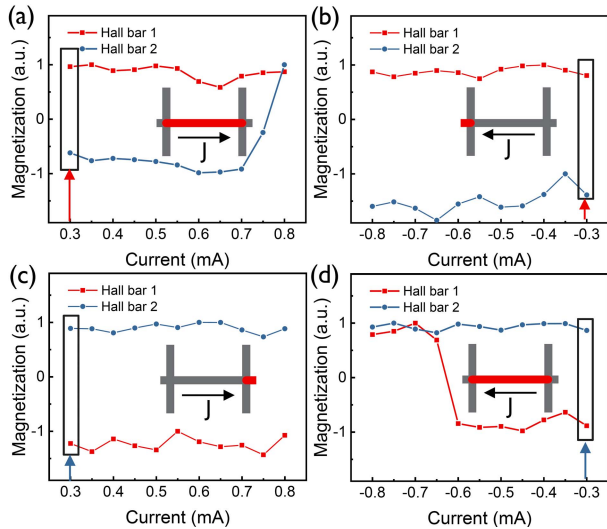 (a)
Hall bar 1
Hall bar 2
Magnetization (a.u.)
1
0
-1
J
0.3 0.4 0.5 0.6 0.7 0.8
Current (mA)
(b)
Hall bar 1
Hall bar 2
Magnetization (a.u.)
1
0
-1
J
-0.8 -0.7 -0.6 -0.5 -0.4 -0.3
Current (mA)
(c)
Hall bar 1
Hall bar 2
Magnetization (a.u.)
1
0
-1
J
0.3 0.4 0.5 0.6 0.7 0.8
Current (mA)
(d)
Hall bar 1
Hall bar 2
Magnetization (a.u.)
1
0
-1
J
-0.8 -0.7 -0.6 -0.5 -0.4 -0.3
Current (mA)